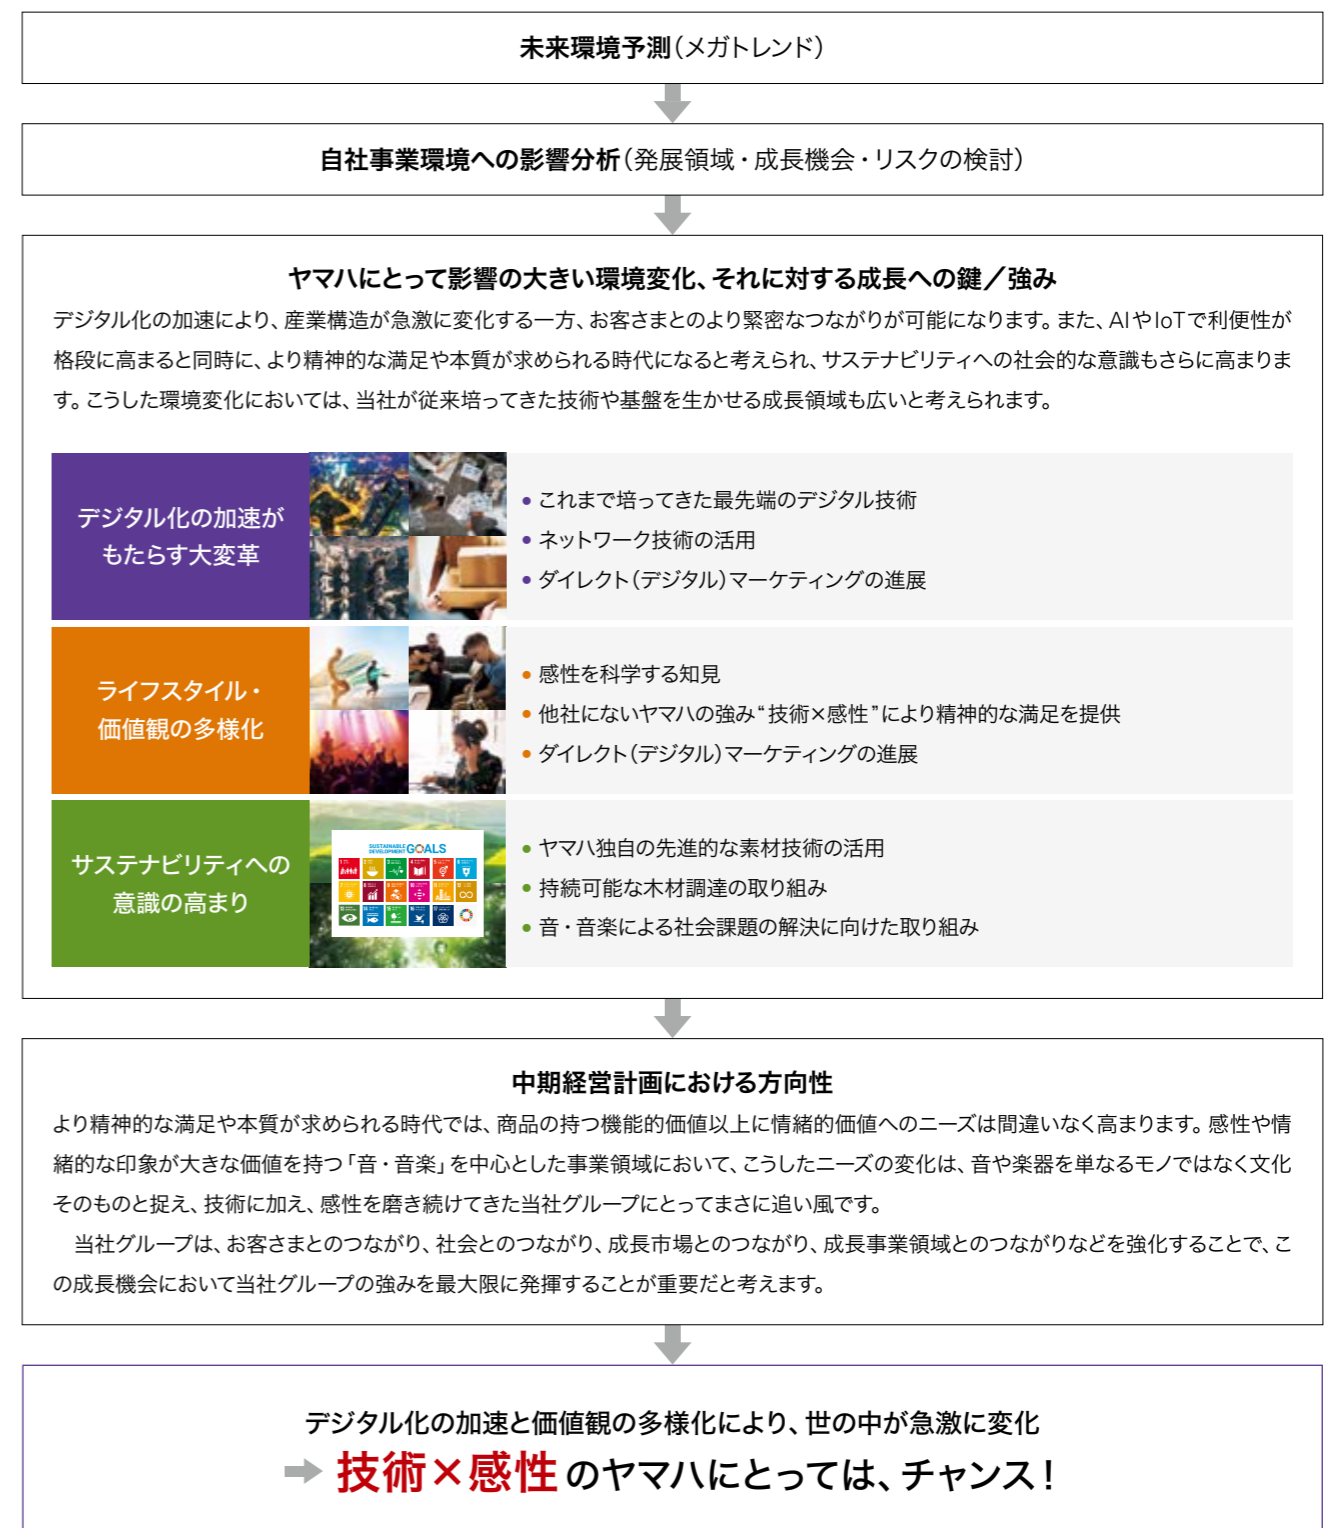 未来環境予測（メガトレンド）
自社事業環境への影響分析（発展領域・成長機会・リスクの検討）
ヤマハにとって影響の大きい環境変化、それに対する成長への鍵／強み
デジタル化の加速により、産業構造が急激に変化する一方、お客さまとのより緊密なつながりが可能になります。また、AIやIoTで利便性が
格段に高まると同時に、より精神的な満足や本質が求められる時代になると考えられ、サステナビリティへの社会的な意識もさらに高まりま
す。こうした環境変化においては、当社が従来培ってきた技術や基盤を生かせる成長領域も広いと考えられます。
デジタル化の加速が
もたらす大変革
● これまで培ってきた最先端のデジタル技術
● ネットワーク技術の活用
● ダイレクト（デジタル）マーケティングの進展
ライフスタイル・
価値観の多様化
● 感性を科学する知見
● 他社にないヤマハの強み“技術×感性”により精神的な満足を提供
● ダイレクト（デジタル）マーケティングの進展
サステナビリティへの
意識の高まり
SUSTAINABLE
DEVELOPMENT GOALS
● ヤマハ独自の先進的な素材技術の活用
● 持続可能な木材調達の取り組み
● 音・音楽による社会課題の解決に向けた取り組み
中期経営計画における方向性
より精神的な満足や本質が求められる時代では、商品の持つ機能的価値以上に情緒的価値へのニーズは間違いなく高まります。感性や情
緒的な印象が大きな価値を持つ「音・音楽」を中心とした事業領域において、こうしたニーズの変化は、音や楽器を単なるモノではなく文化
そのものと捉え、技術に加え、感性を磨き続けてきた当社グループにとってまさに追い風です。
当社グループは、お客さまとのつながり、社会とのつながり、成長市場とのつながり、成長事業領域とのつながりなどを強化することで、こ
の成長機会において当社グループの強みを最大限に発揮することが重要だと考えます。
デジタル化の加速と価値観の多様化により、世の中が急激に変化
技術×感性のヤマハにとっては、チャンス！